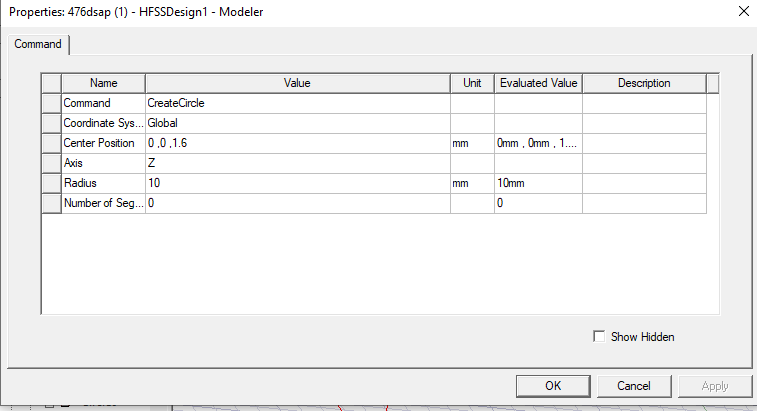 Properties: 476dsap (1) - HFSSDesign1 - Modeler
Command
Name Value Unit Evaluated Value Description
Command CreateCircle
Coordinate Sys... Global
Center Position 0 ,0 ,1.6 mm 0mm , 0mm , 1....
Axis Z
Radius 10 mm 10mm
Number of Seg... 0 0
Show Hidden
OK Cancel Apply